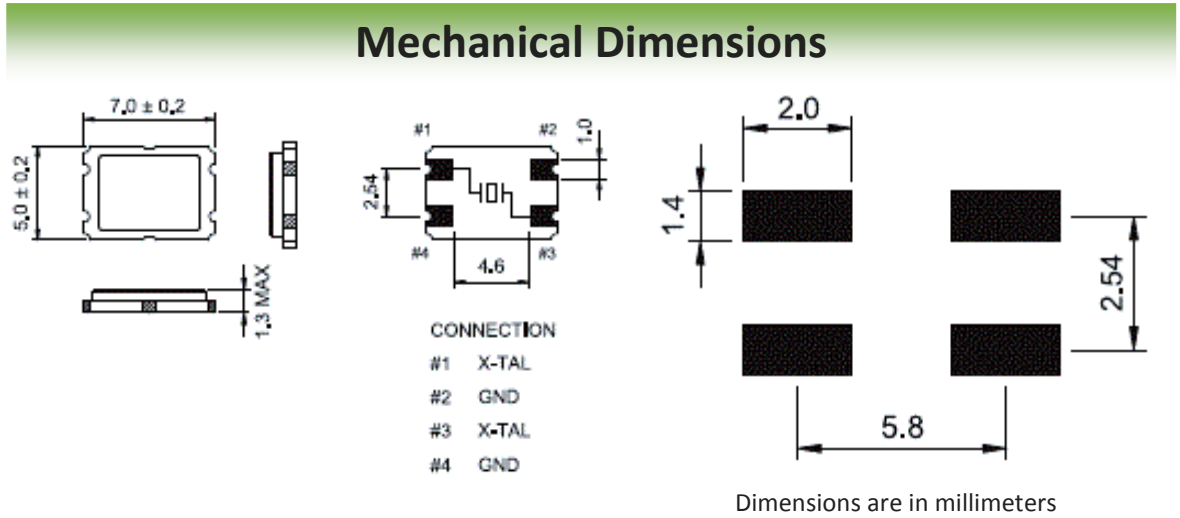 Mechanical Dimensions
7.0 ± 0.2
5.0 ± 0.2
1.3 MAX
#1
#2
1.0
2.54
#4
#3
4.6
CONNECTION
#1 X-TAL
#2 GND
#3 X-TAL
#4 GND
2.0
1.4
2.54
5.8
Dimensions are in millimeters